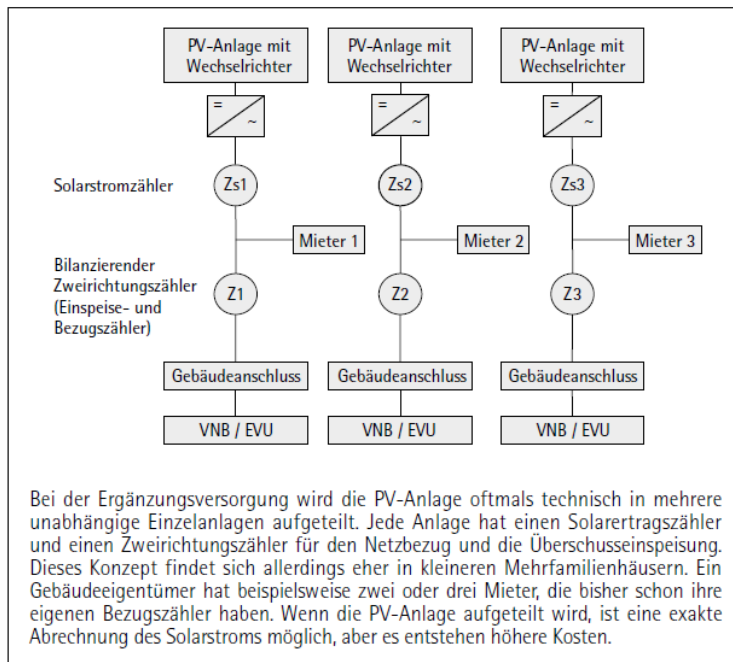 PV-Anlage mit
Wechselrichter
PV-Anlage mit
Wechselrichter
PV-Anlage mit
Wechselrichter
=
~
=
~
=
~
Solarstromzähler
Zs1
Zs2
Zs3
Mieter 1
Mieter 2
Mieter 3
Bilanzierender
Zweirichtungszähler
(Einspeise- und
Bezugszähler)
Z1
Z2
Z3
Gebäudeanschluss
Gebäudeanschluss
Gebäudeanschluss
VNB / EVU
VNB / EVU
VNB / EVU
Bei der Ergänzungsversorgung wird die PV-Anlage oftmals technisch in mehrere
unabhängige Einzelanlagen aufgeteilt. Jede Anlage hat einen Solarertragszähler
und einen Zweirichtungszähler für den Netzbezug und die Überschusseinspeisung.
Dieses Konzept findet sich allerdings eher in kleineren Mehrfamilienhäusern. Ein
Gebäudeeigentümer hat beispielsweise zwei oder drei Mieter, die bisher schon ihre
eigenen Bezugszähler haben. Wenn die PV-Anlage aufgeteilt wird, ist eine exakte
Abrechnung des Solarstroms möglich, aber es entstehen höhere Kosten.